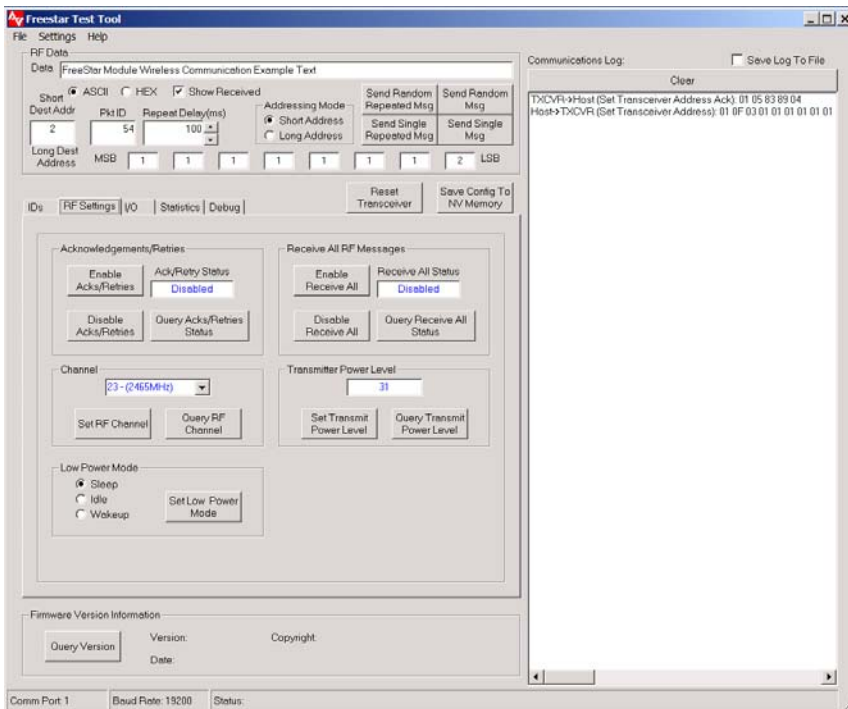 Freestar Test Tool
File Settings Help
RF Data
Data FreeStar Module Wireless Communication Example Text
Short Dest Addr
2
ASCII HEX Show Received
Pkt ID
54
Repeat Delay(ms)
100
Addressing Mode
Short Address
Long Address
Send Random Repeated Msg
Send Random Msg
Send Single Repeated Msg
Send Single Msg
Long Dest Address
MSB 1 1 1 1 1 1 1 2 LSB
Reset Transceiver
Save Config To NV Memory
IDs RF Settings I/O Statistics Debug
Acknowledgements/Retries
Enable Acks/Retries
Ack/Retry Status
Disabled
Disable Acks/Retries
Query Acks/Retries Status
Receive All RF Messages
Enable Receive All
Receive All Status
Disabled
Disable Receive All
Query Receive All Status
Channel
23 - (2465MHz)
Set RF Channel
Query RF Channel
Transmitter Power Level
31
Set Transmit Power Level
Query Transmit Power Level
Low Power Mode
Sleep
Idle
Wakeup
Set Low Power Mode
Firmware Version Information
Query Version
Version:
Copyright:
Date:
Comm Port: 1 Baud Rate: 19200 Status:
Communications Log:
Save Log To File
Clear
TXCVR->Host (Set Transceiver Address Ack): 01 05 83 89 04
Host->TXCVR (Set Transceiver Address): 01 0F 03 01 01 01 01 01 01